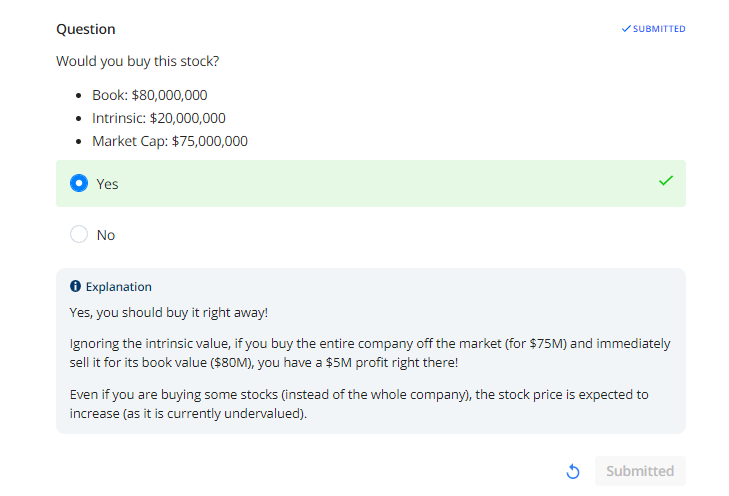 Question
SUBMITTED
Would you buy this stock?
• Book: $80,000,000
• Intrinsic: $20,000,000
• Market Cap: $75,000,000
Yes
No
Explanation
Yes, you should buy it right away!
Ignoring the intrinsic value, if you buy the entire company off the market (for $75M) and immediately
sell it for its book value ($80M), you have a $5M profit right there!
Even if you are buying some stocks (instead of the whole company), the stock price is expected to
increase (as it is currently undervalued).
Submitted